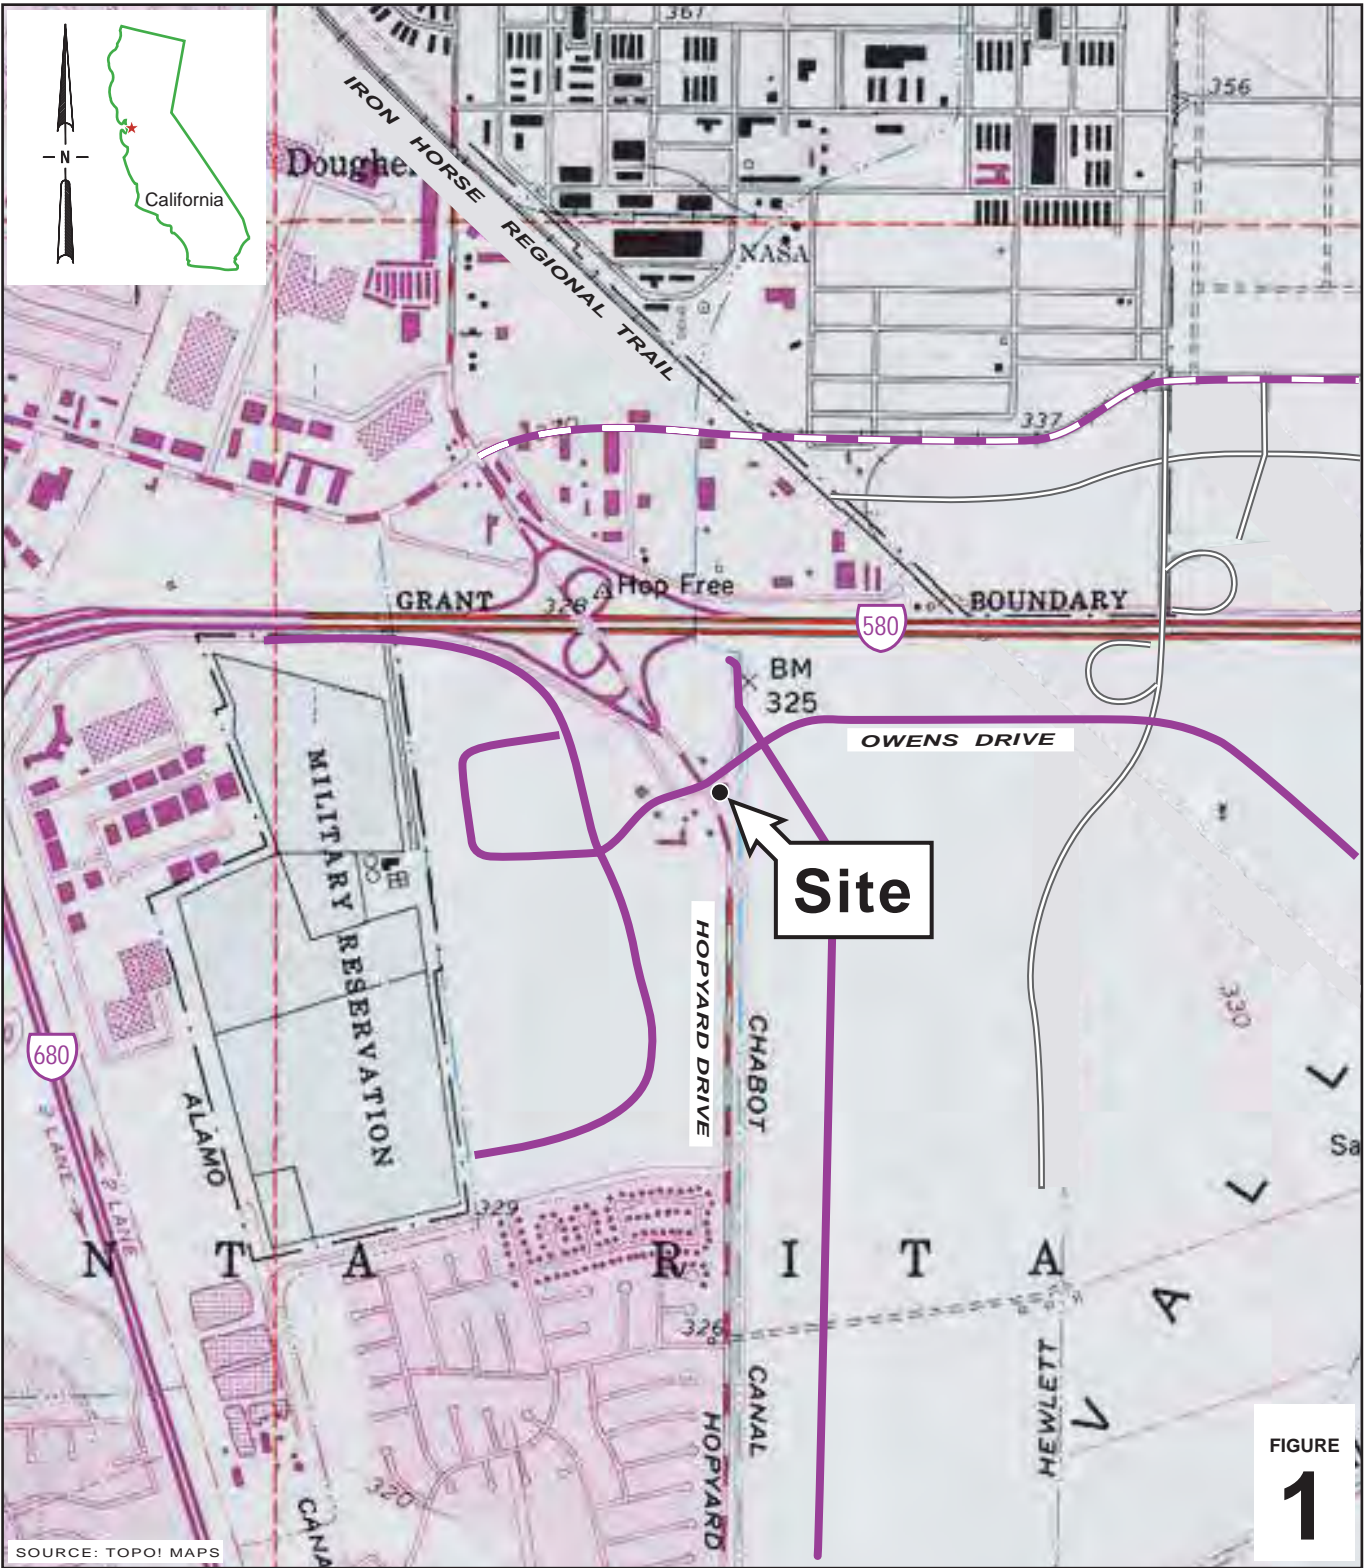 367
356
N
California
IRON HORSE REGIONAL TRAIL
NASA
337
Hop Free
328
GRANT
BOUNDARY
580
BM
325
OWENS DRIVE
MILITARY RESERVATION
Site
HOPYARD DRIVE
330
CHABOT
680
ALAMO
2 LANE
2 LANE
L
Sa
L
329
N T A R I T A
A
326
V
HEWLETT
CANAL
HOPYARD
320
CANA
FIGURE
1
SOURCE: TOPO! MAPS